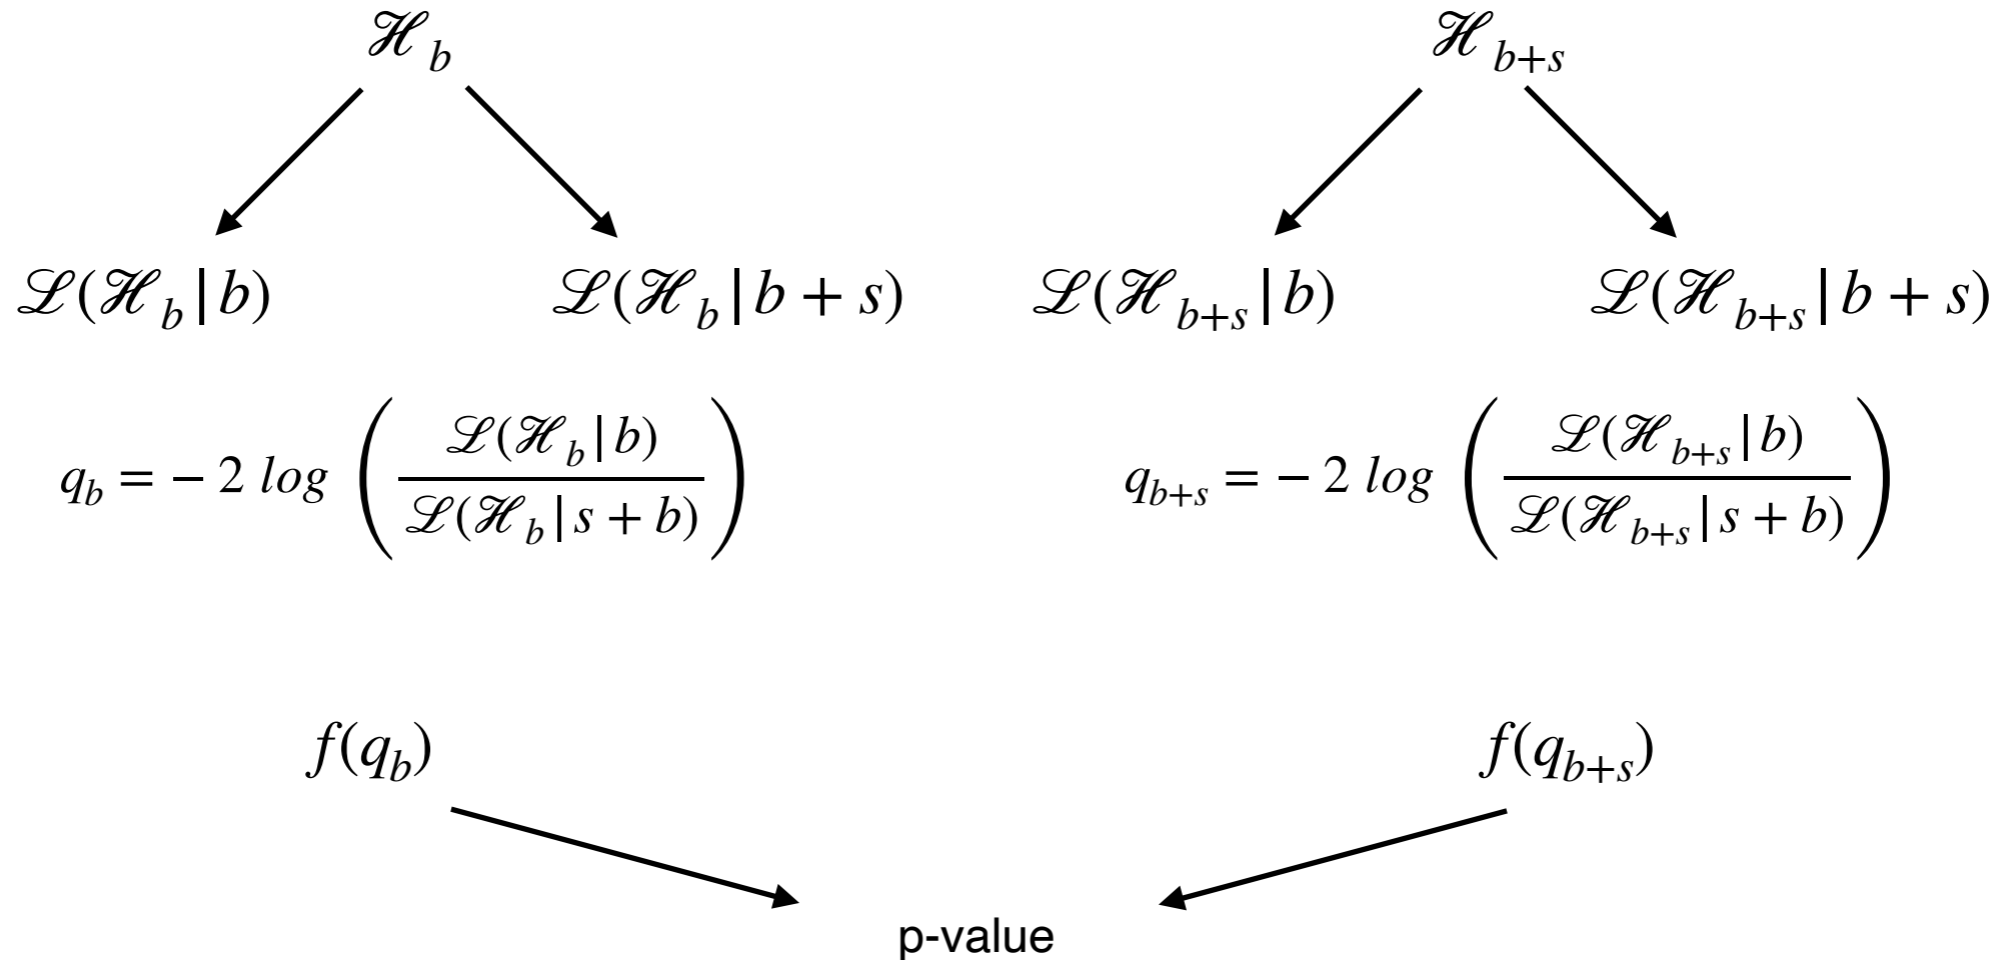 ℋ_b ℋ_{b+s}
ℒ(ℋ_b|b) ℒ(ℋ_b|b + s) ℒ(ℋ_{b+s}|b) ℒ(ℋ_{b+s}|b + s)
q_b = − 2 log (ℒ(ℋ_b|b) / ℒ(ℋ_b|s + b)) q_{b+s} = − 2 log (ℒ(ℋ_{b+s}|b) / ℒ(ℋ_{b+s}|s + b))
f(q_b) f(q_{b+s})
p-value